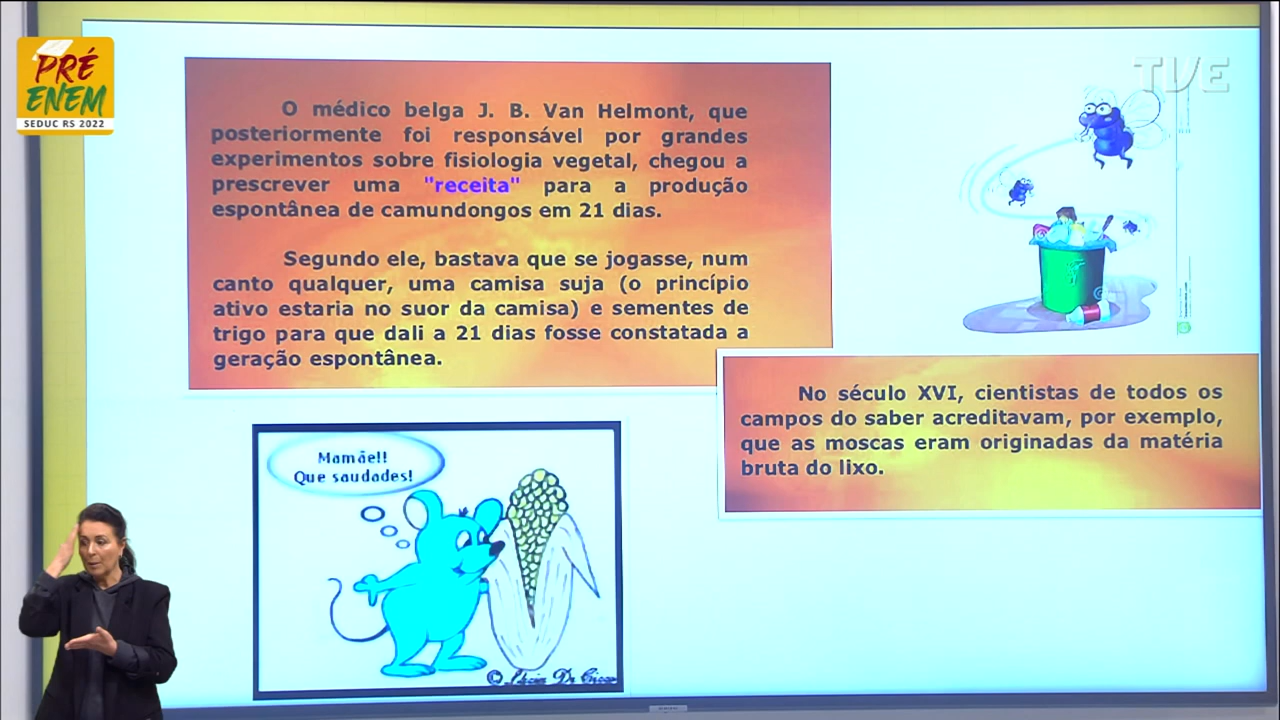 PRÉ
ENEM
SEDUC RS 2022
TVE
O médico belga J. B. Van Helmont, que
posteriormente foi responsável por grandes
experimentos sobre fisiologia vegetal, chegou a
prescrever uma "receita" para a produção
espontânea de camundongos em 21 dias.
Segundo ele, bastava que se jogasse, num
canto qualquer, uma camisa suja (o princípio
ativo estaria no suor da camisa) e sementes de
trigo para que dali a 21 dias fosse constatada a
geração espontânea.
No século XVI, cientistas de todos os
campos do saber acreditavam, por exemplo,
que as moscas eram originadas da matéria
bruta do lixo.
Mamãe!!
Que saudades!